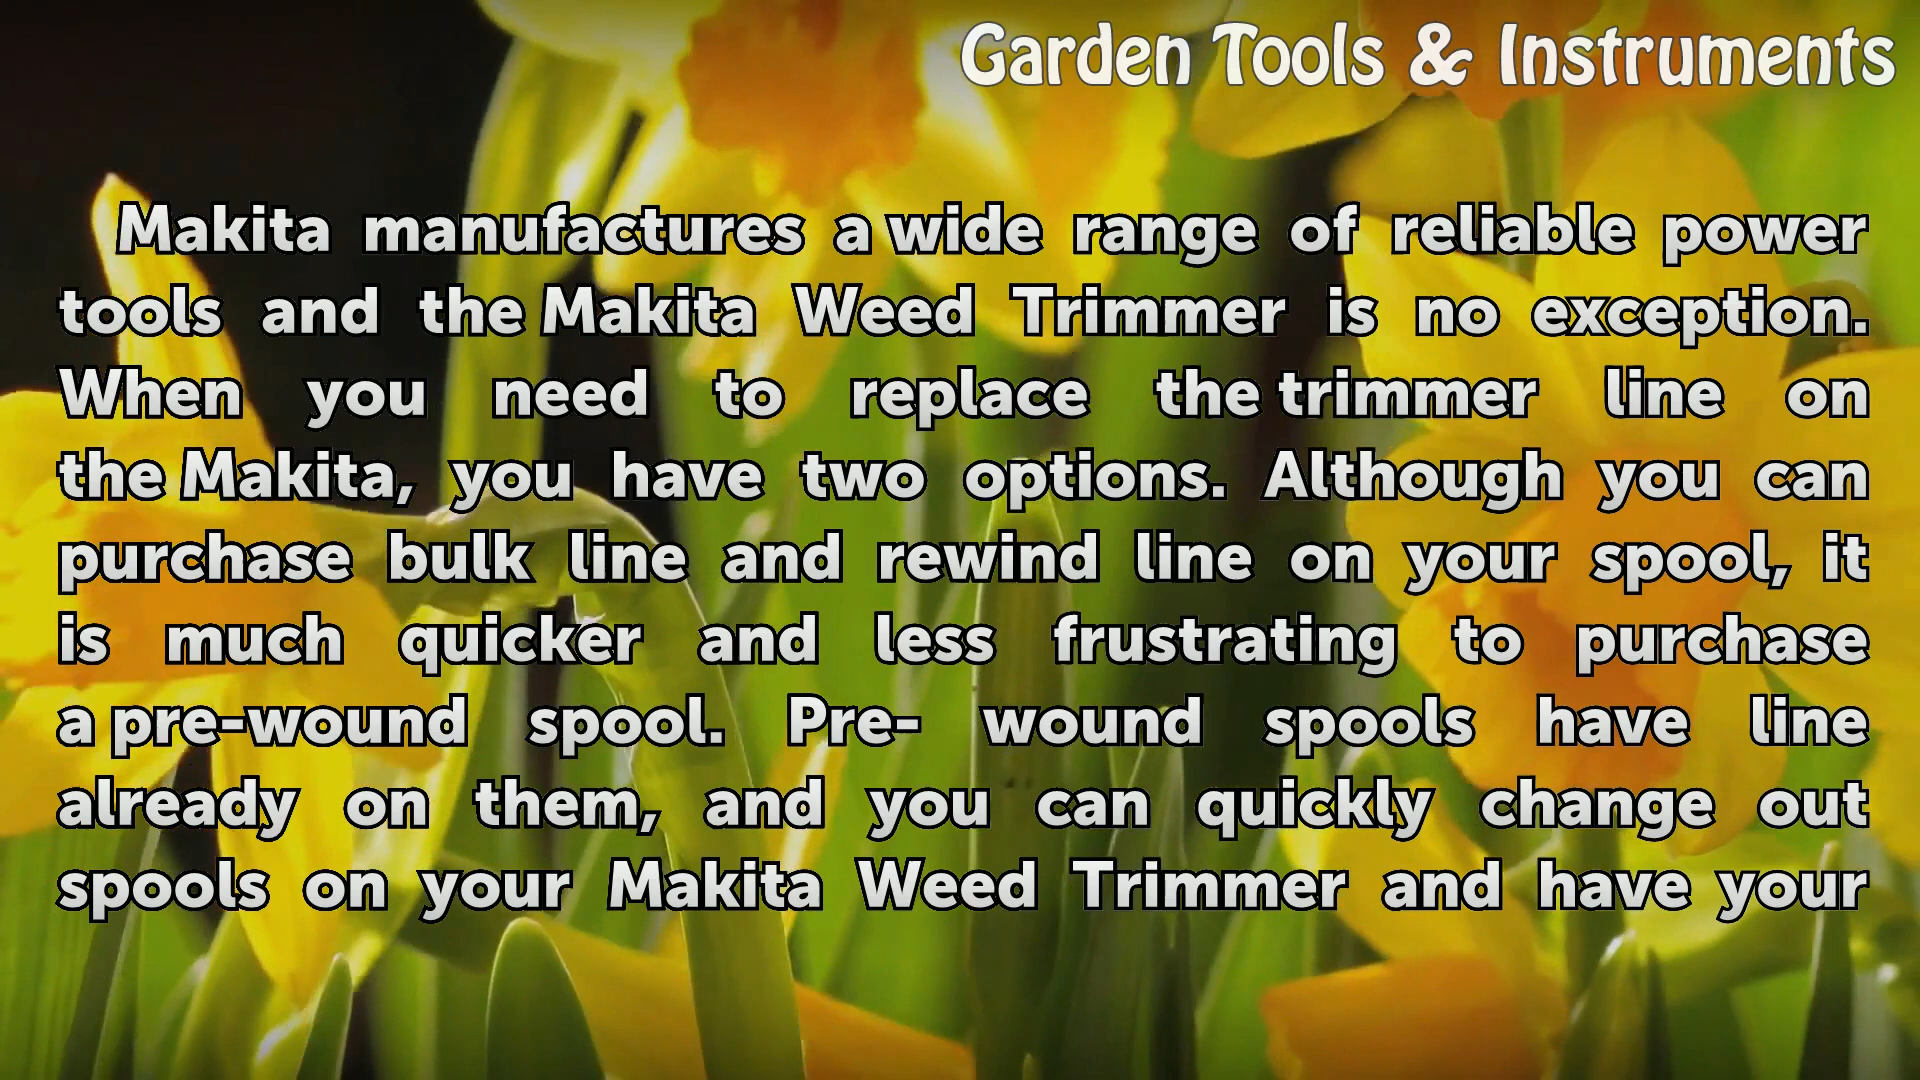 Garden Tools & Instruments
Makita manufactures a wide range of reliable power
tools and the Makita Weed Trimmer is no exception.
When you need to replace the trimmer line on
the Makita, you have two options. Although you can
purchase bulk line and rewind line on your spool, it
is much quicker and less frustrating to purchase
a pre-wound spool. Pre- wound spools have line
already on them, and you can quickly change out
spools on your Makita Weed Trimmer and have your